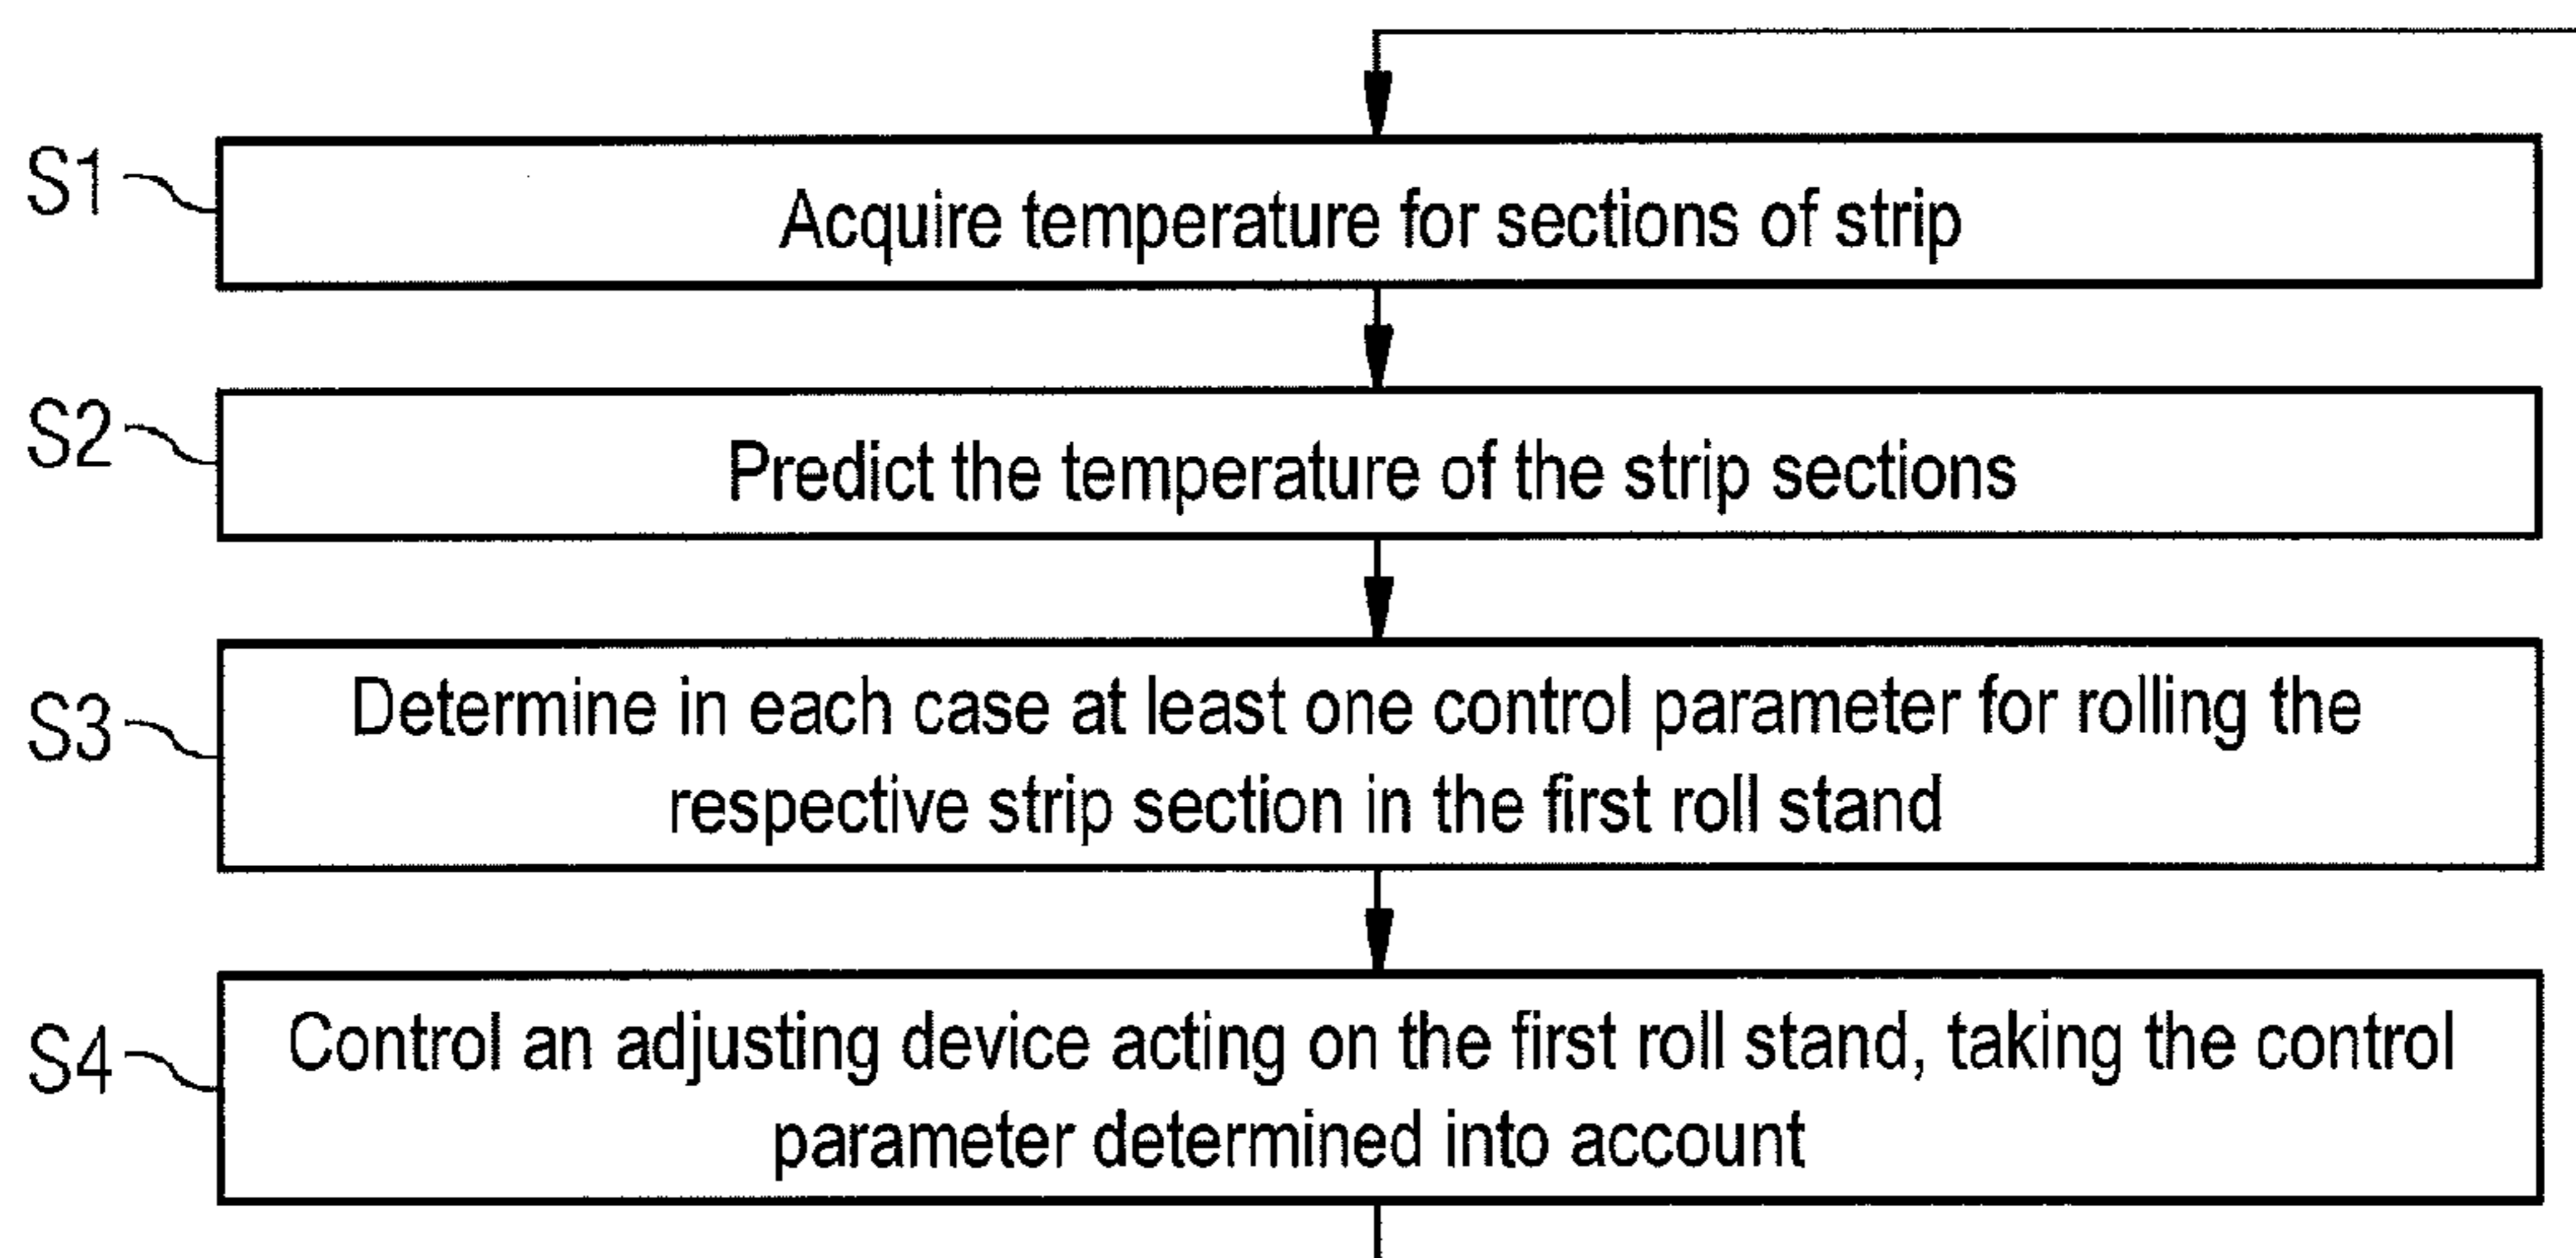 S1
Acquire temperature for sections of strip
S2
Predict the temperature of the strip sections
S3
Determine in each case at least one control parameter for rolling the
respective strip section in the first roll stand
S4
Control an adjusting device acting on the first roll stand, taking the control
parameter determined into account